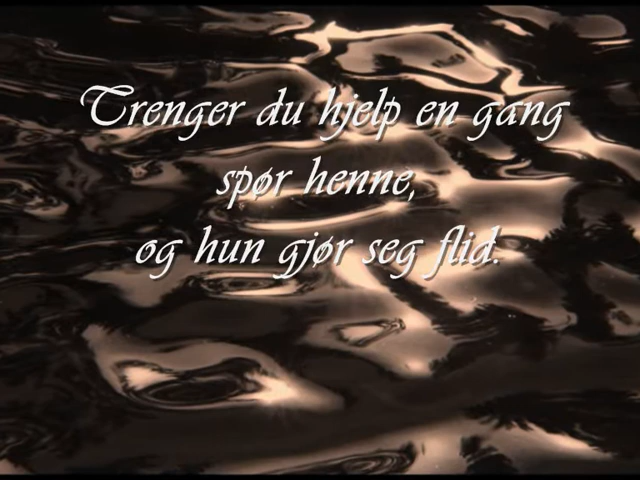 Trenger du hjelp en gang
spør henne,
og hun gjør seg flid.